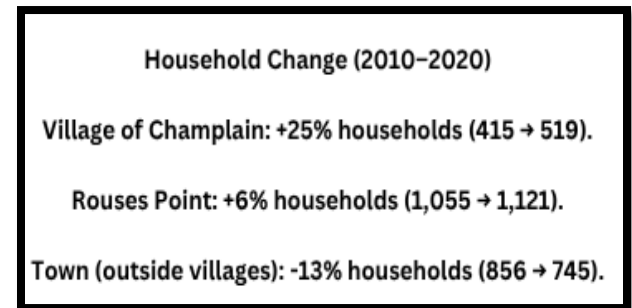 Household Change (2010–2020)
Village of Champlain: +25% households (415 → 519).
Rouses Point: +6% households (1,055 → 1,121).
Town (outside villages): -13% households (856 → 745).